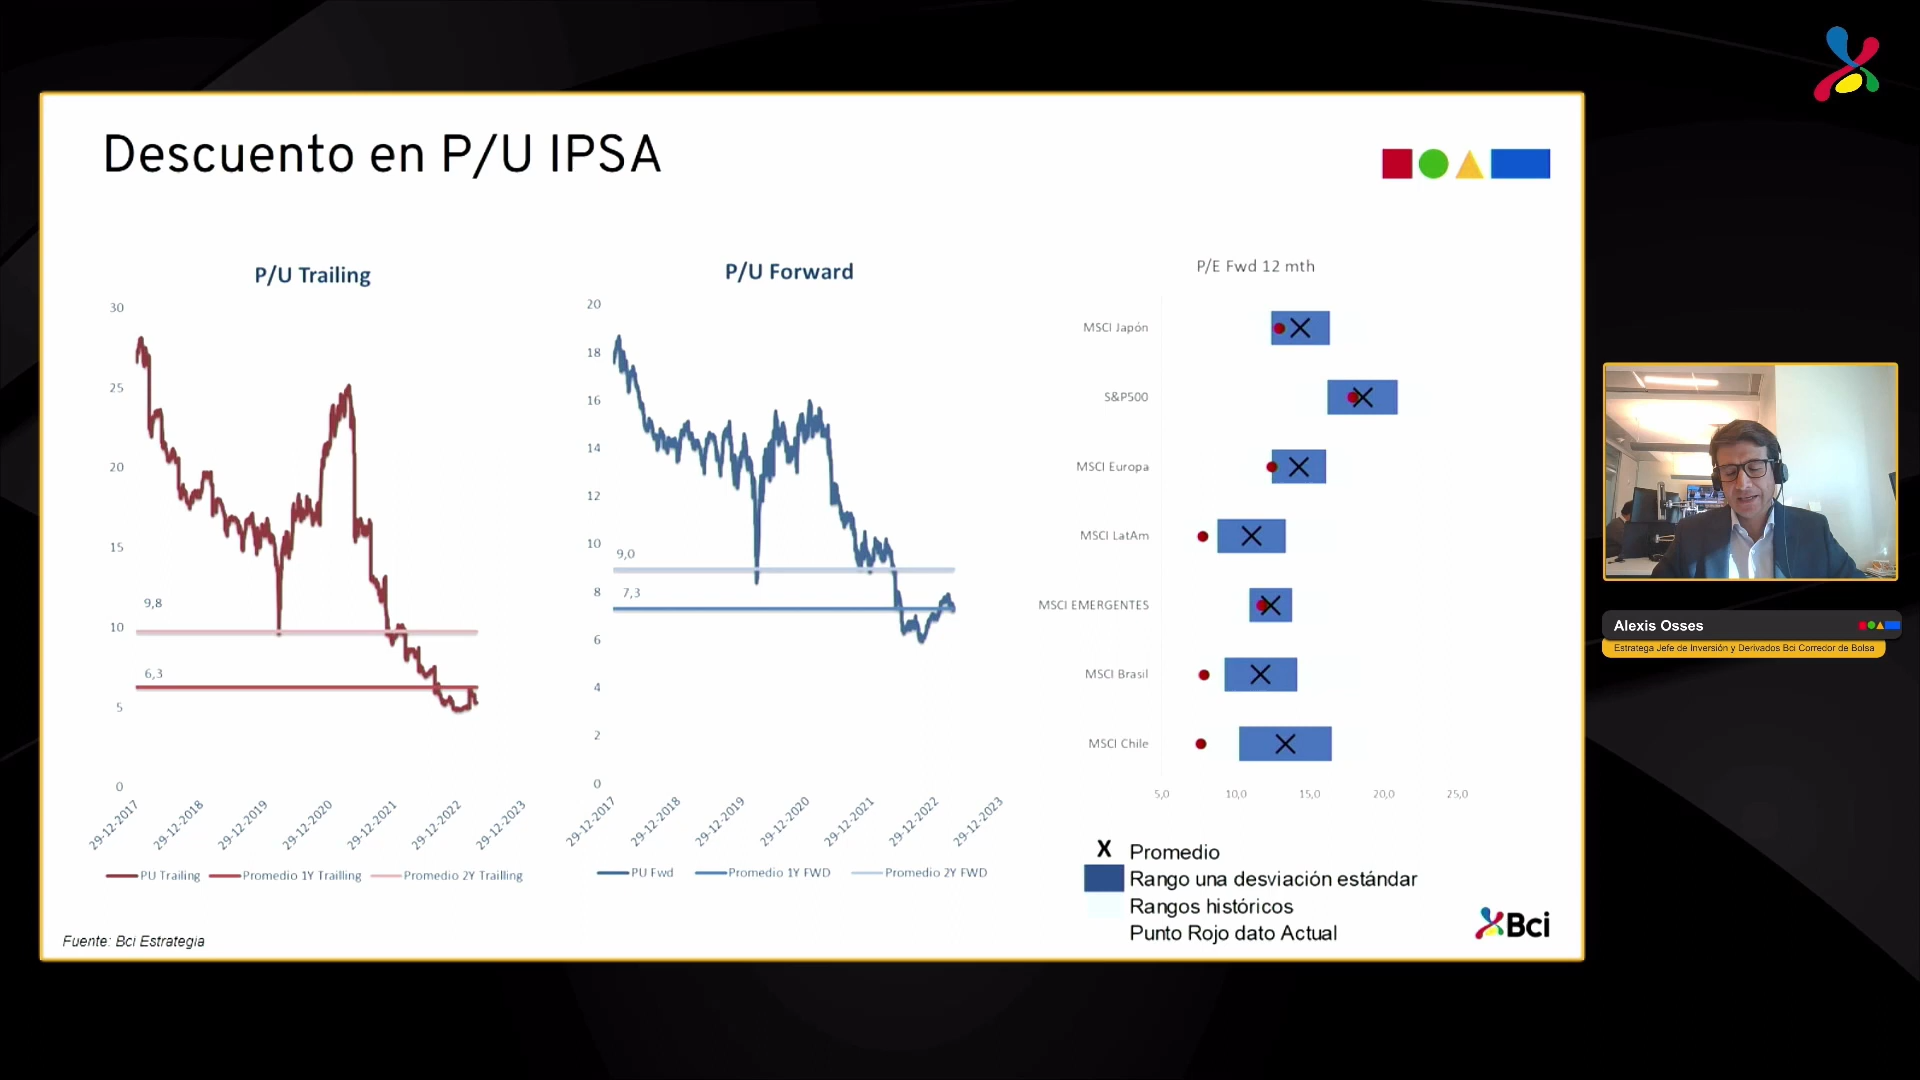 Descuento en P/U IPSA
P/U Trailing
30
25
20
15
10
5
0
9,8
6,3
29-12-2017
29-12-2018
29-12-2019
29-12-2020
29-12-2021
29-12-2022
29-12-2023
PU Trailing
Promedio 1Y Trailling
Promedio 2Y Trailling
P/U Forward
20
18
16
14
12
10
8
6
4
2
0
9,0
7,3
29-12-2017
29-12-2018
29-12-2019
29-12-2020
29-12-2021
29-12-2022
29-12-2023
PU Fwd
Promedio 1Y FWD
Promedio 2Y FWD
P/E Fwd 12 mth
MSCI Japón
S&P500
MSCI Europa
MSCI LatAm
MSCI EMERGENTES
MSCI Brasil
MSCI Chile
5,0
10,0
15,0
20,0
25,0
X Promedio
Rango una desviación estándar
Rangos históricos
Punto Rojo dato Actual
Fuente: Bci Estrategia
Bci
Alexis Osses
Estratega Jefe de Inversión y Derivados Bci Corredor de Bolsa